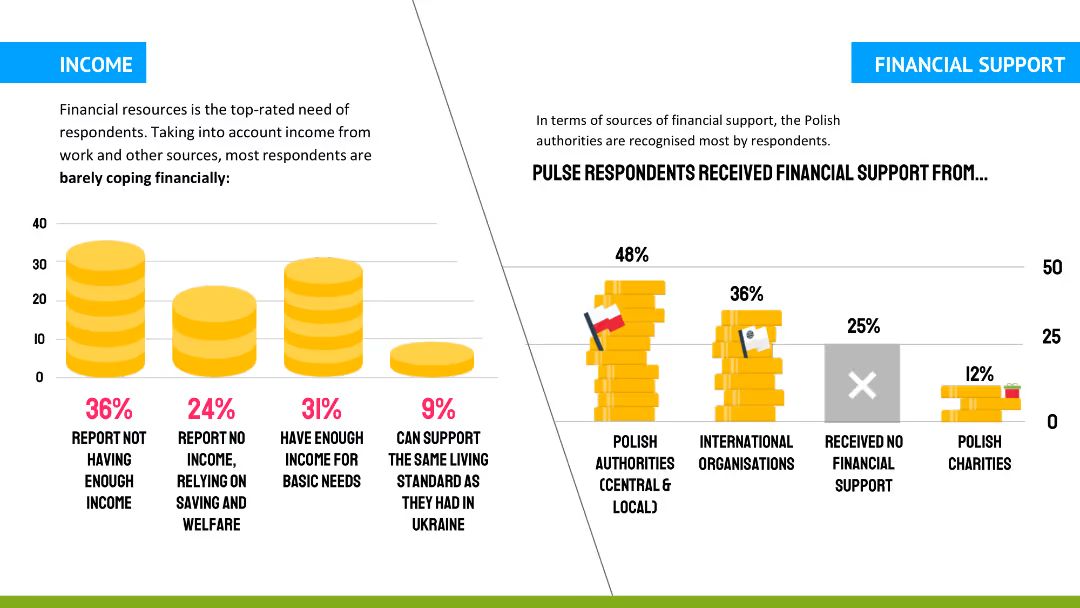 INCOME
Financial resources is the top-rated need of
respondents. Taking into account income from
work and other sources, most respondents are
barely coping financially:
40
30
20
10
0
36%
REPORT NOT
HAVING
ENOUGH
INCOME
24%
REPORT NO
INCOME,
RELYING ON
SAVING AND
WELFARE
31%
HAVE ENOUGH
INCOME FOR
BASIC NEEDS
9%
CAN SUPPORT
THE SAME LIVING
STANDARD AS
THEY HAD IN
UKRAINE
FINANCIAL SUPPORT
In terms of sources of financial support, the Polish
authorities are recognised most by respondents.
PULSE RESPONDENTS RECEIVED FINANCIAL SUPPORT FROM...
50
25
0
48%
POLISH
AUTHORITIES
(CENTRAL &
LOCAL)
36%
INTERNATIONAL
ORGANISATIONS
25%
RECEIVED NO
FINANCIAL
SUPPORT
12%
POLISH
CHARITIES